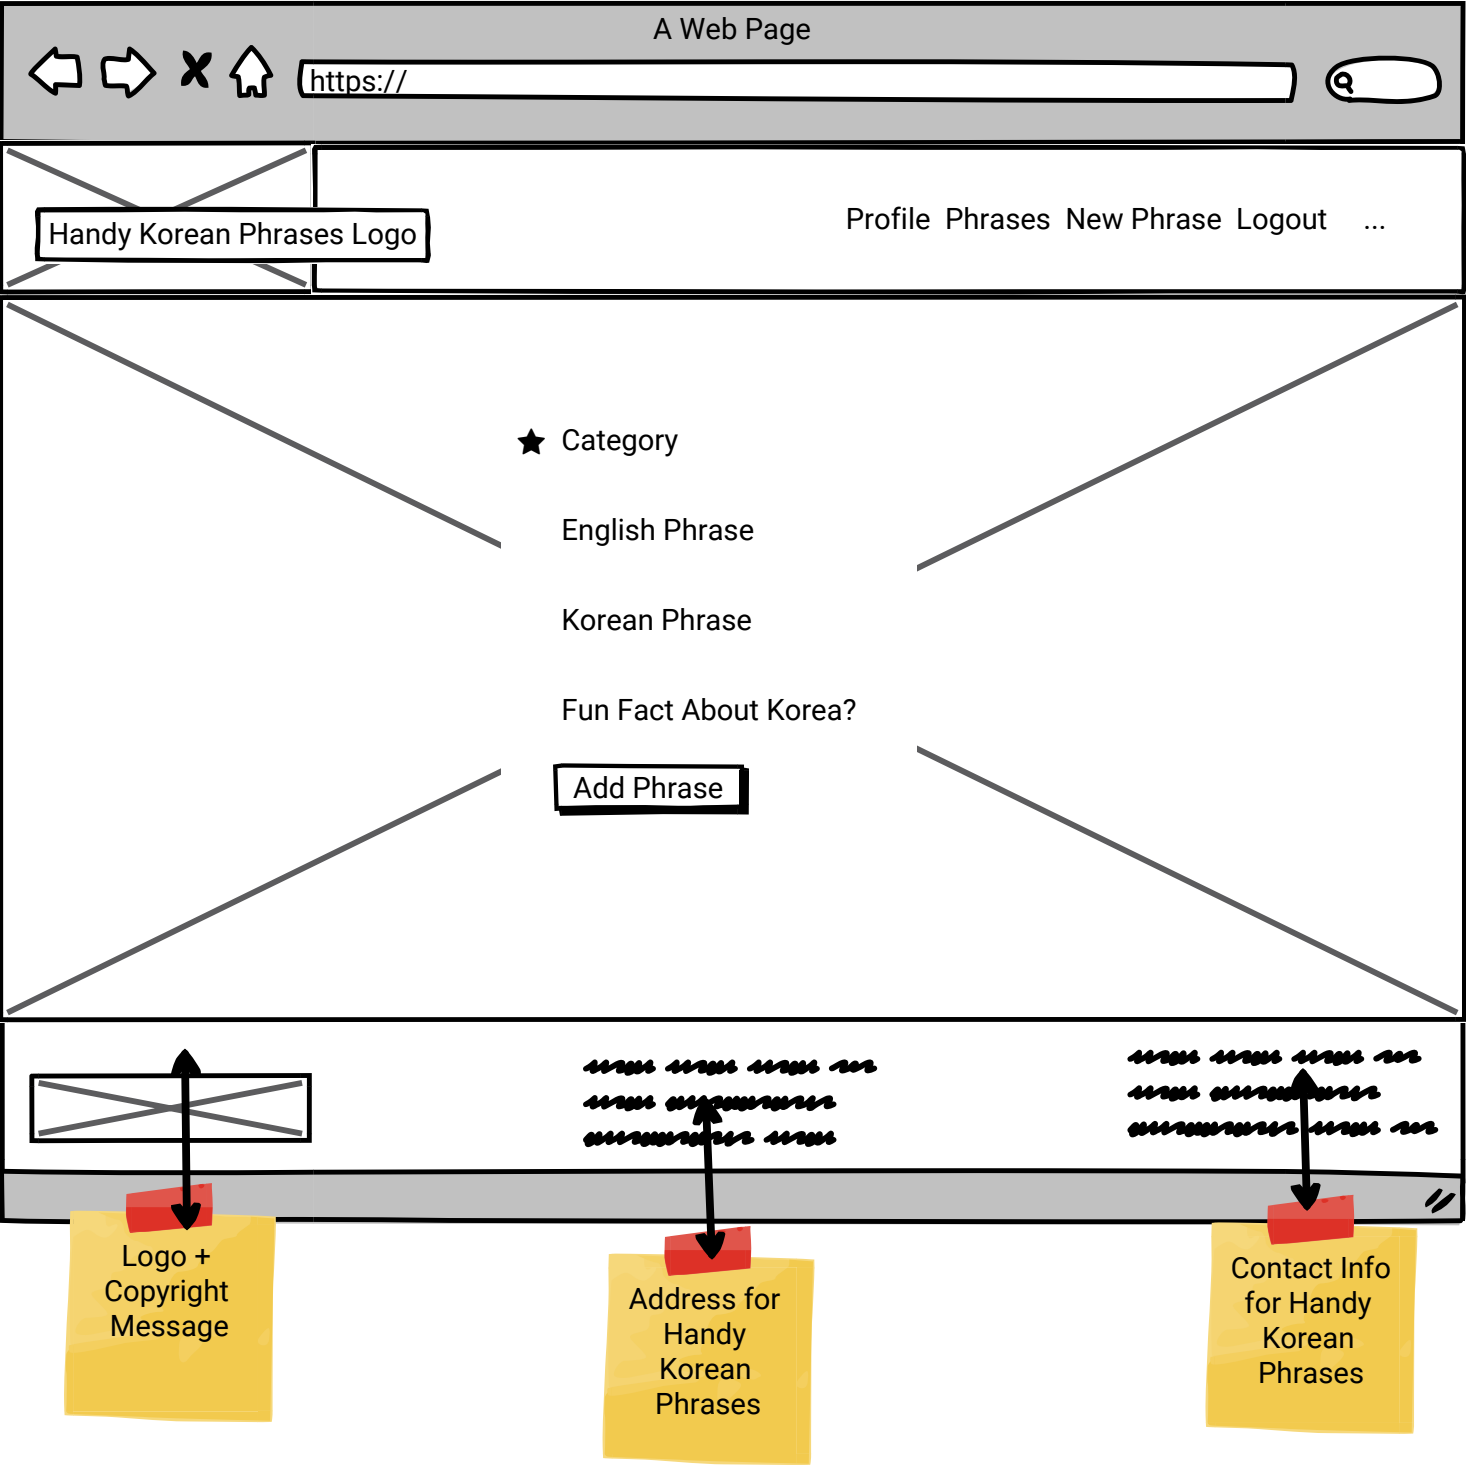 A Web Page
https://
Handy Korean Phrases Logo
Profile Phrases New Phrase Logout ...
Category
English Phrase
Korean Phrase
Fun Fact About Korea?
Add Phrase
Logo +
Copyright
Message
Address for
Handy
Korean
Phrases
Contact Info
for Handy
Korean
Phrases